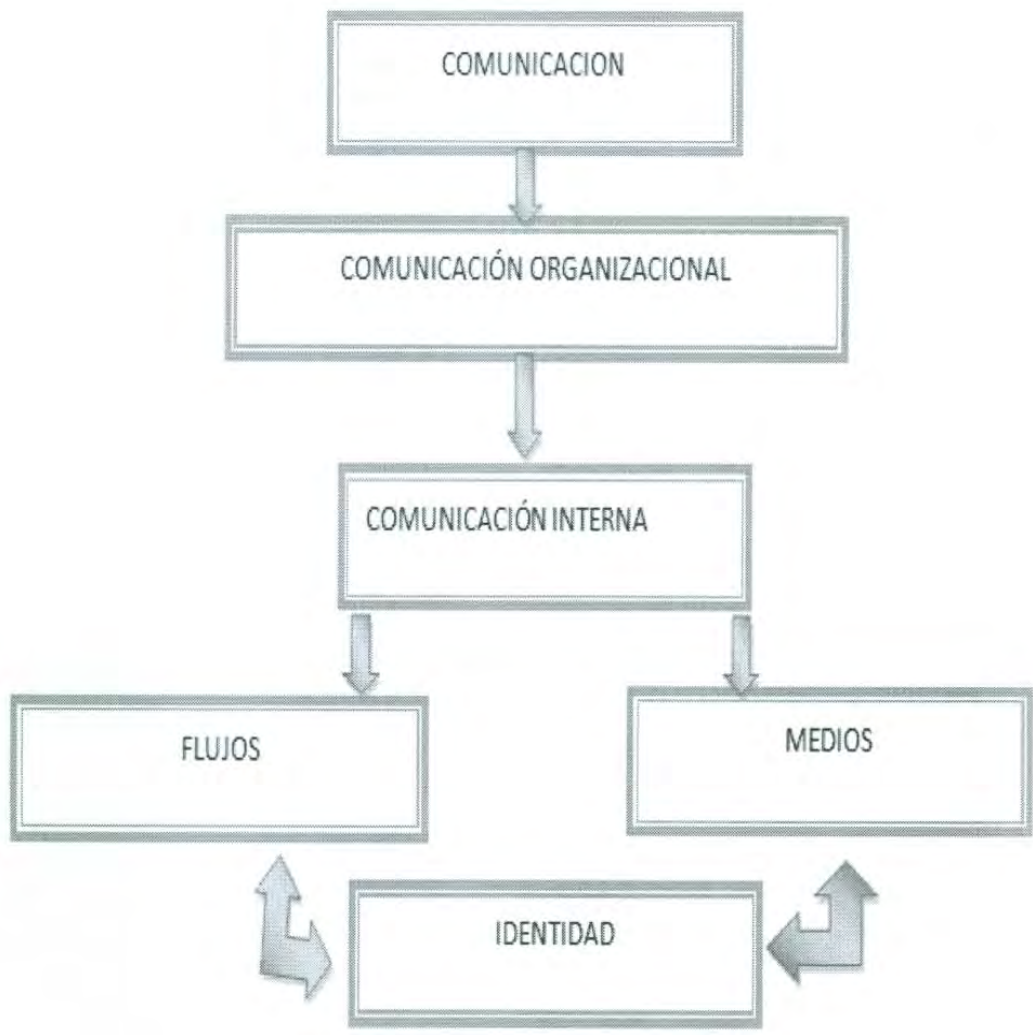 COMUNICACION
COMUNICACIÓN ORGANIZACIONAL
COMUNICACIÓN INTERNA
FLUJOS
MEDIOS
IDENTIDAD